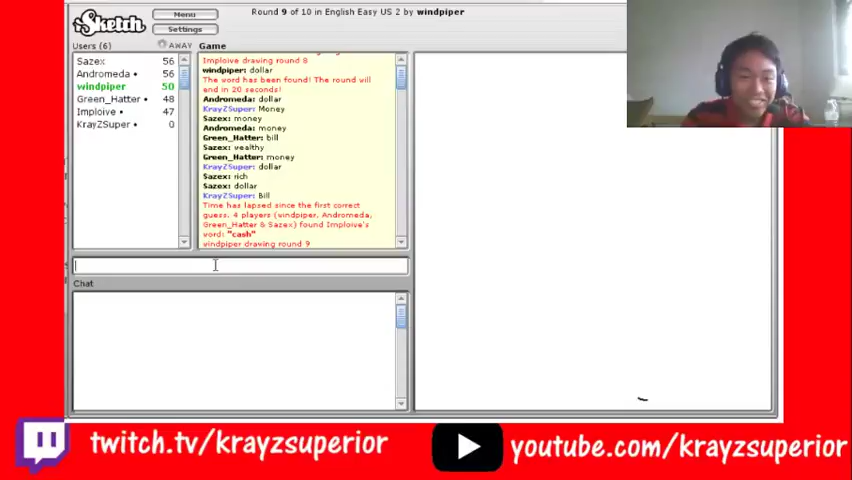 iSketch
Menu
Settings
Round 9 of 10 in English Easy US 2 by windpiper
Users (6)
AWAY
Sazex 56
Andromeda • 56
windpiper 50
Green_Hatter • 48
Imploive • 47
KrayZSuper • 0
Game
Imploive drawing round 8
windpiper: dollar
The word has been found! The round will
end in 20 seconds!
Andromeda: dollar
KrayZSuper: Money
Sazex: money
Andromeda: money
Green_Hatter: bill
Sazex: wealthy
Green_Hatter: money
KrayZSuper: dollar
Sazex: rich
Sazex: dollar
KrayZSuper: Bill
Time has lapsed since the first correct
guess. 4 players (windpiper, Andromeda,
Green_Hatter & Sazex) found Imploive's
word: "cash"
windpiper drawing round 9
Chat
twitch.tv/krayzsuperior
youtube.com/krayzsuperior